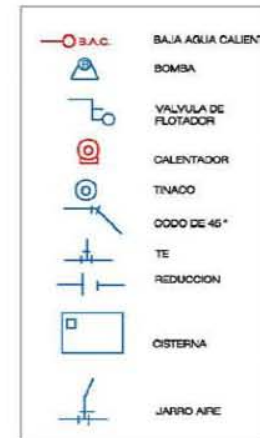 B.A.C. BAJA AGUA CALIENT
BOMBA
VALVULA DE
FLOTADOR
CALENTADOR
TINACO
CODO DE 45°
TE
REDUCCION
CISTERNA
JARRO AIRE